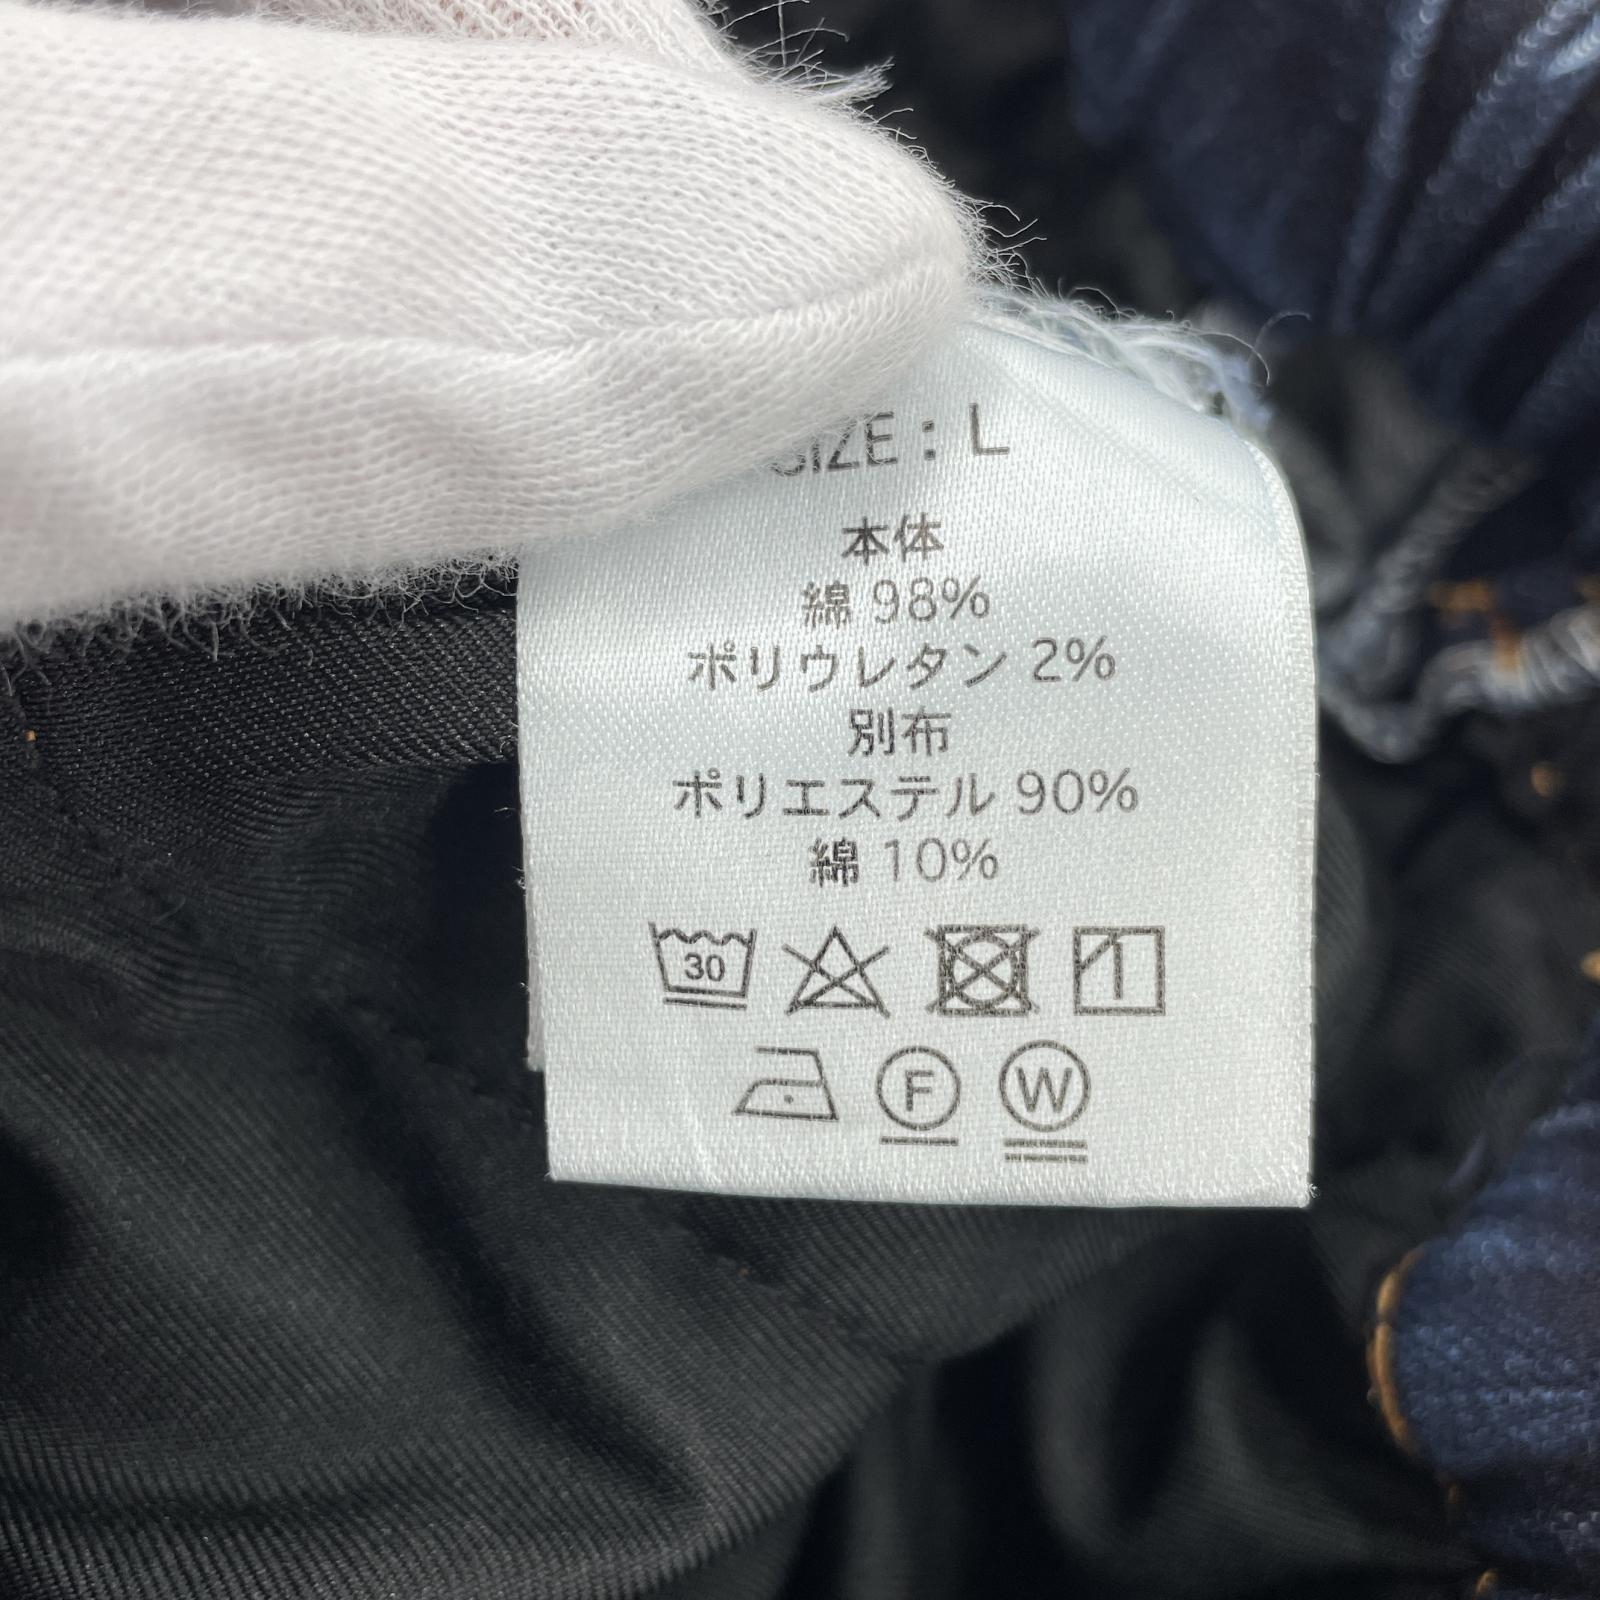 SIZE : L
本体
綿 98%
ポリウレタン 2%
別布
ポリエステル 90%
綿 10%
30
F W